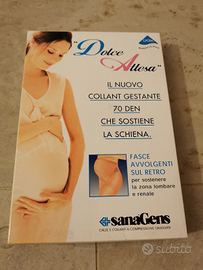 "Dolce
Attesa"
IL NUOVO
COLLANT GESTANTE
70 DEN
CHE SOSTIENE
LA SCHIENA.
FASCE
AVVOLGENTI
SUL RETRO
per sostenere
la zona lombare
e renale
sanaGens
CALZE E COLLANT A COMPRESSIONE GRADUATA
subito